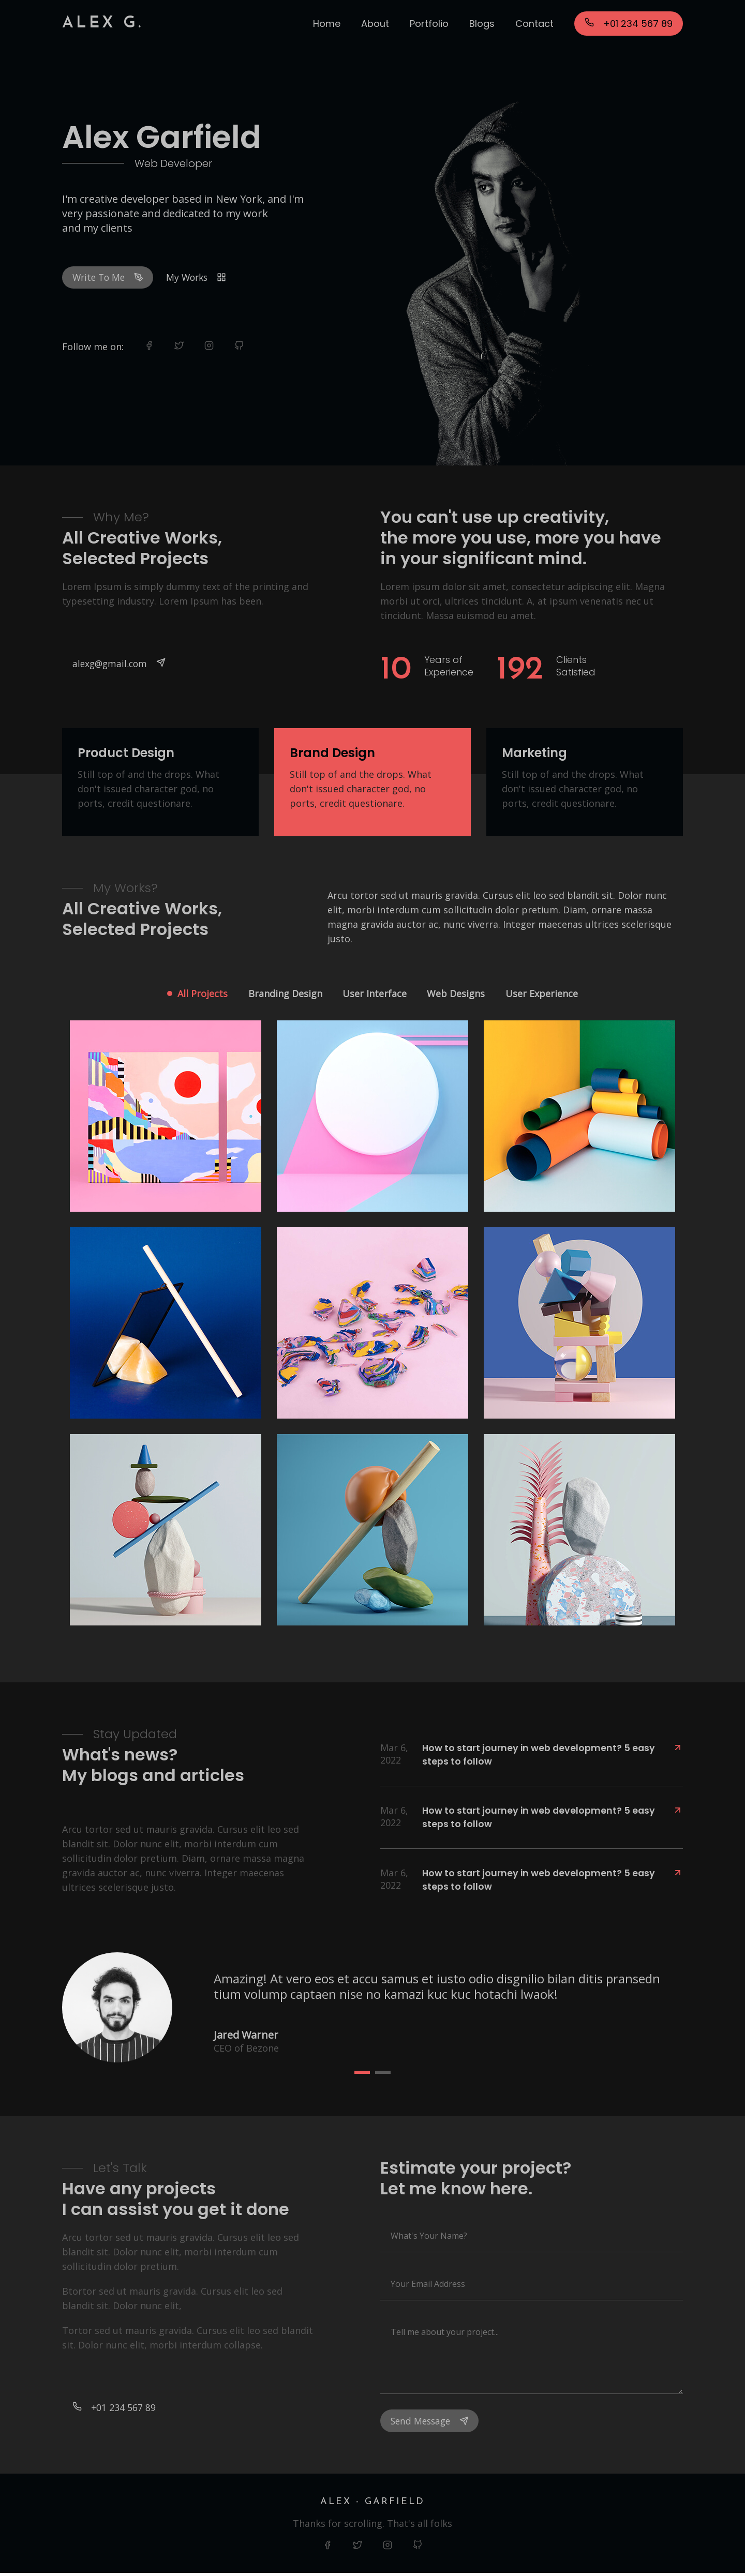 ALEX G.
Home About Portfolio Blogs Contact +01 234 567 89
Alex Garfield
Web Developer
I'm creative developer based in New York, and I'm
very passionate and dedicated to my work
and my clients
Write To Me My Works
Follow me on:
Why Me?
All Creative Works,
Selected Projects
Lorem Ipsum is simply dummy text of the printing and
typesetting industry. Lorem Ipsum has been.
alexg@gmail.com
You can't use up creativity,
the more you use, more you have
in your significant mind.
Lorem ipsum dolor sit amet, consectetur adipiscing elit. Magna
morbi ut orci, ultrices tincidunt. A, at ipsum venenatis nec ut
tincidunt. Massa euismod eu amet.
10 Years of
Experience
192 Clients
Satisfied
Product Design
Still top of and the drops. What
don't issued character god, no
ports, credit questionare.
Brand Design
Still top of and the drops. What
don't issued character god, no
ports, credit questionare.
Marketing
Still top of and the drops. What
don't issued character god, no
ports, credit questionare.
My Works?
All Creative Works,
Selected Projects
Arcu tortor sed ut mauris gravida. Cursus elit leo sed blandit sit. Dolor nunc
elit, morbi interdum cum sollicitudin dolor pretium. Diam, ornare massa
magna gravida auctor ac, nunc viverra. Integer maecenas ultrices scelerisque
justo.
All Projects Branding Design User Interface Web Designs User Experience
Stay Updated
What's news?
My blogs and articles
Arcu tortor sed ut mauris gravida. Cursus elit leo sed
blandit sit. Dolor nunc elit, morbi interdum cum
sollicitudin dolor pretium. Diam, ornare massa magna
gravida auctor ac, nunc viverra. Integer maecenas
ultrices scelerisque justo.
Mar 6,
2022
How to start journey in web development? 5 easy
steps to follow
Mar 6,
2022
How to start journey in web development? 5 easy
steps to follow
Mar 6,
2022
How to start journey in web development? 5 easy
steps to follow
Amazing! At vero eos et accu samus et iusto odio disgnilio bilan ditis pransedn
tium volump captaen nise no kamazi kuc kuc hotachi lwaok!
Jared Warner
CEO of Bezone
Let's Talk
Have any projects
I can assist you get it done
Arcu tortor sed ut mauris gravida. Cursus elit leo sed
blandit sit. Dolor nunc elit, morbi interdum cum
sollicitudin dolor pretium.
Btortor sed ut mauris gravida. Cursus elit leo sed
blandit sit. Dolor nunc elit,
Tortor sed ut mauris gravida. Cursus elit leo sed blandit
sit. Dolor nunc elit, morbi interdum collapse.
+01 234 567 89
Estimate your project?
Let me know here.
What's Your Name?
Your Email Address
Tell me about your project...
Send Message
ALEX - GARFIELD
Thanks for scrolling. That's all folks